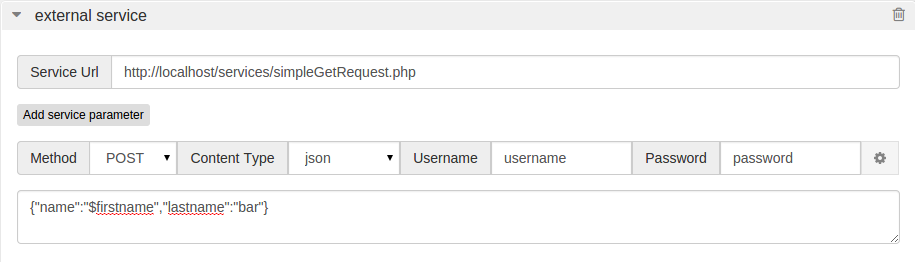 external service
Service Url http://localhost/services/simpleGetRequest.php
Add service parameter
Method POST Content Type json Username username Password password
{"name":"$firstname","lastname":"bar"}